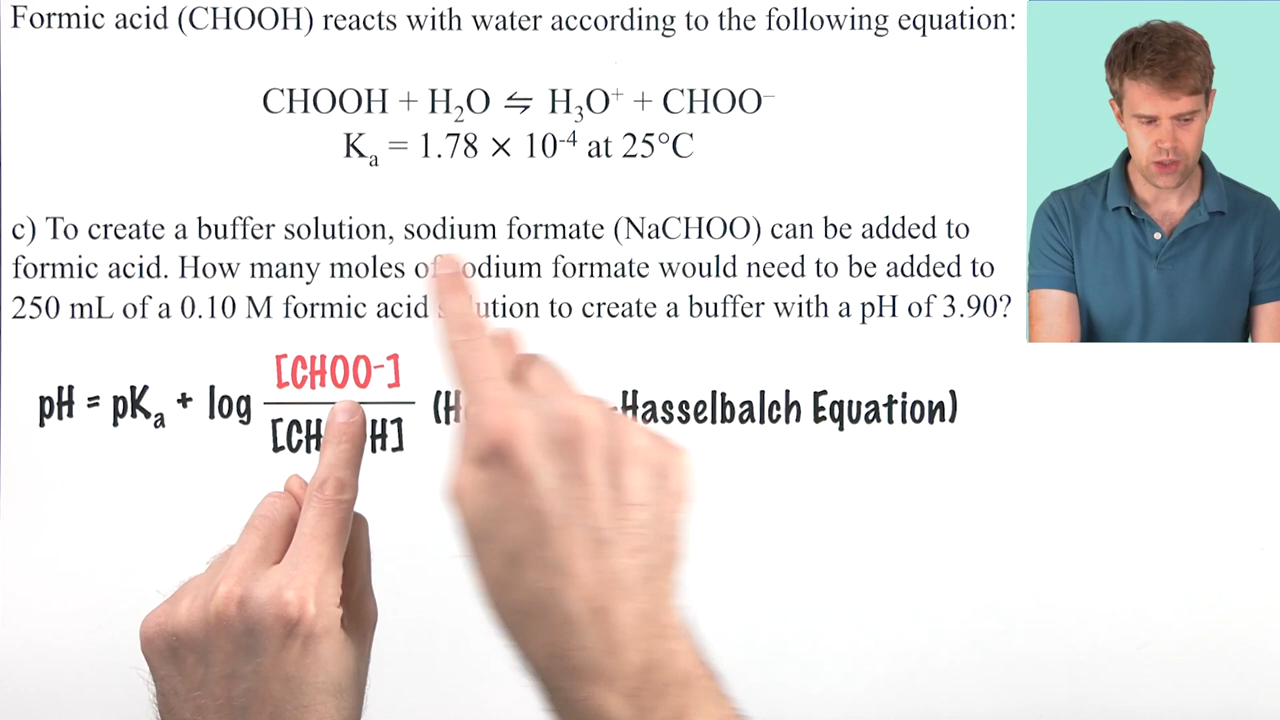 Formic acid (CHOOH) reacts with water according to the following equation:
CHOOH + H₂O ⇋ H₃O⁺ + CHOO⁻
Kₐ = 1.78 × 10⁻⁴ at 25°C
c) To create a buffer solution, sodium formate (NaCHOO) can be added to
formic acid. How many moles of sodium formate would need to be added to
250 mL of a 0.10 M formic acid solution to create a buffer with a pH of 3.90?
[CHOO⁻]
pH = pKₐ + log (H -Hasselbalch Equation)
[CH H]